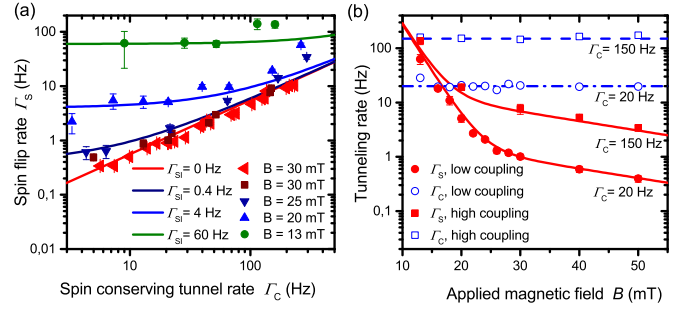 (a)
Spin flip rate Γ_S (Hz)
100
10
1
0,1
0,01
Γ_SI = 0 Hz
Γ_SI = 0.4 Hz
Γ_SI = 4 Hz
Γ_SI = 60 Hz
B = 30 mT
B = 30 mT
B = 25 mT
B = 20 mT
B = 13 mT
10
100
Spin conserving tunnel rate Γ_C (Hz)
(b)
Tunneling rate (Hz)
100
10
1
0,1
Γ_C = 150 Hz
Γ_C = 20 Hz
Γ_C = 150 Hz
Γ_C = 20 Hz
Γ_S, low coupling
Γ_C, low coupling
Γ_S, high coupling
Γ_C, high coupling
10
20
30
40
50
Applied magnetic field B (mT)